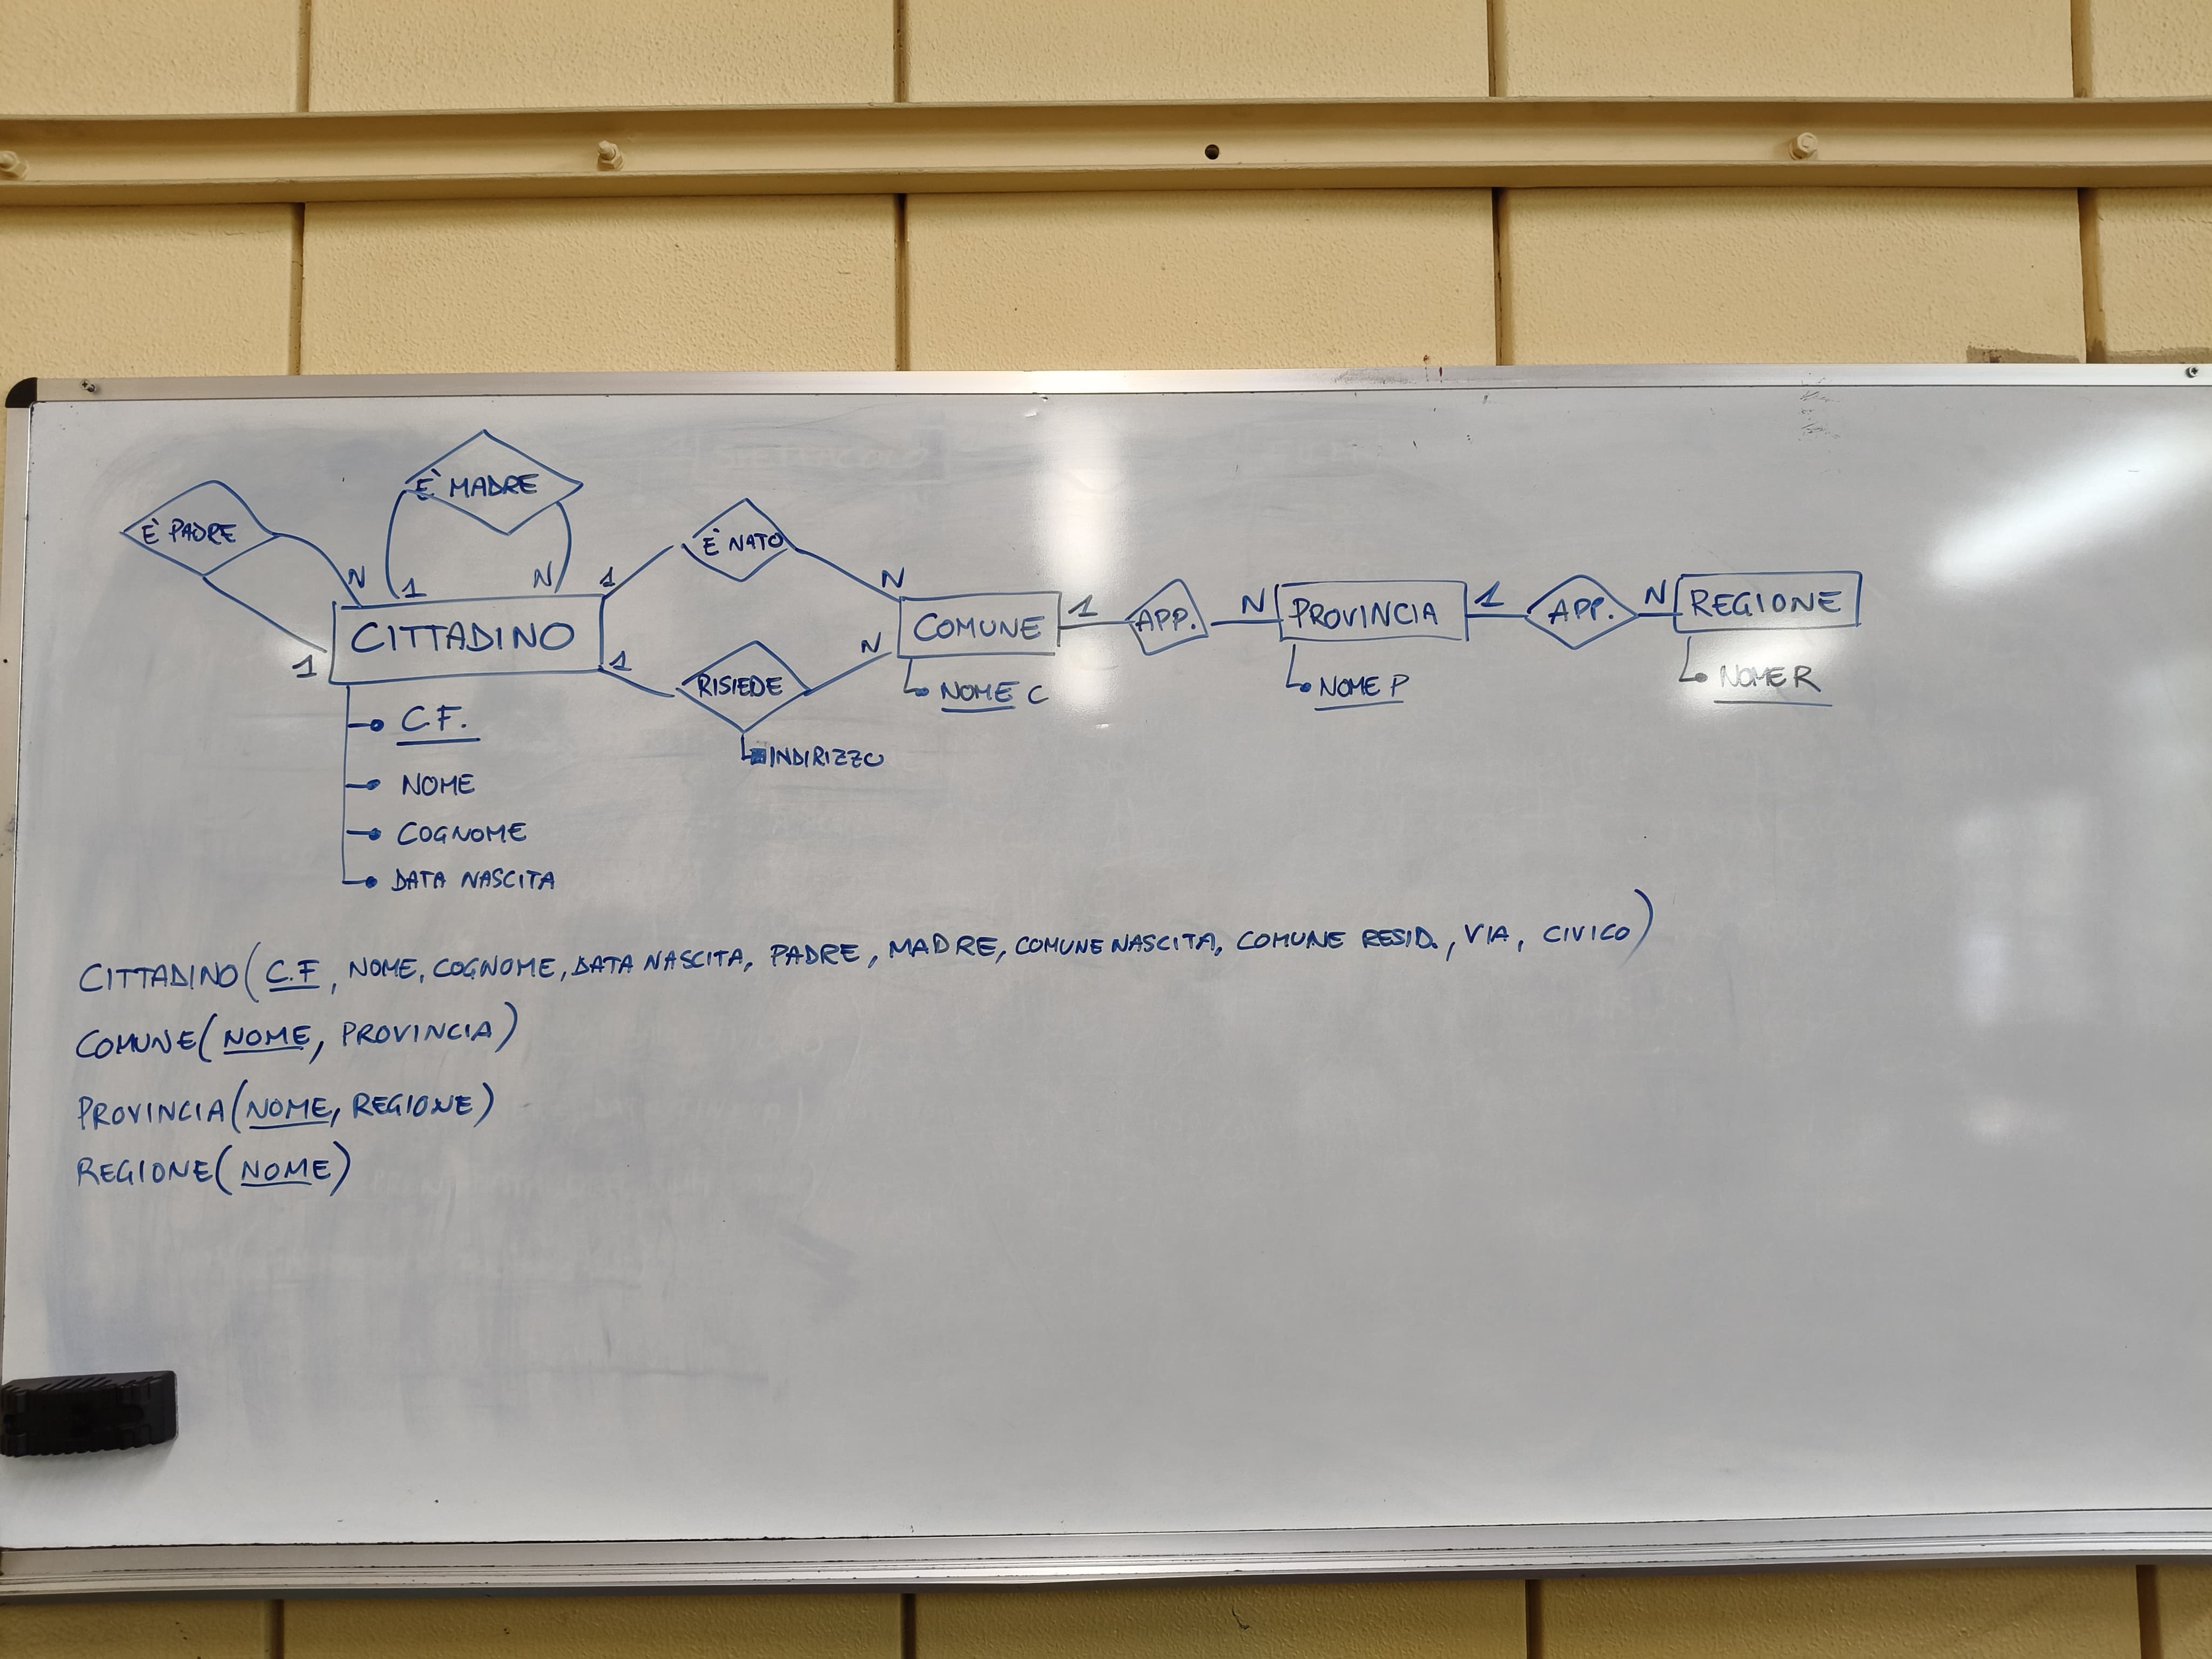 È MADRE
È PADRE
È NATO
N
1
N
1
N
1
N
1
N
CITTADINO
COMUNE
APP.
PROVINCIA
APP.
REGIONE
1
1
N
RISIEDE
C.F.
NOME C
NOME P
NOME R
INDIRIZZO
NOME
COGNOME
DATA NASCITA
CITTADINO(C.F, NOME, COGNOME, DATA NASCITA, PADRE, MADRE, COMUNE NASCITA, COMUNE RESID., VIA, CIVICO)
COMUNE(NOME, PROVINCIA)
PROVINCIA(NOME, REGIONE)
REGIONE(NOME)